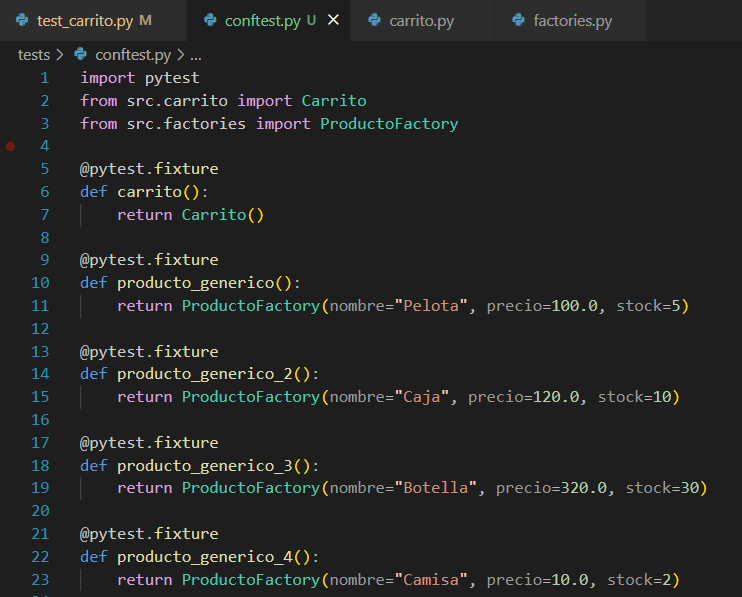 test_carrito.py M conftest.py U carrito.py factories.py
tests > conftest.py > ...
1 import pytest
2 from src.carrito import Carrito
3 from src.factories import ProductoFactory
4
5 @pytest.fixture
6 def carrito():
7     return Carrito()
8
9 @pytest.fixture
10 def producto_generico():
11     return ProductoFactory(nombre="Pelota", precio=100.0, stock=5)
12
13 @pytest.fixture
14 def producto_generico_2():
15     return ProductoFactory(nombre="Caja", precio=120.0, stock=10)
16
17 @pytest.fixture
18 def producto_generico_3():
19     return ProductoFactory(nombre="Botella", precio=320.0, stock=30)
20
21 @pytest.fixture
22 def producto_generico_4():
23     return ProductoFactory(nombre="Camisa", precio=10.0, stock=2)